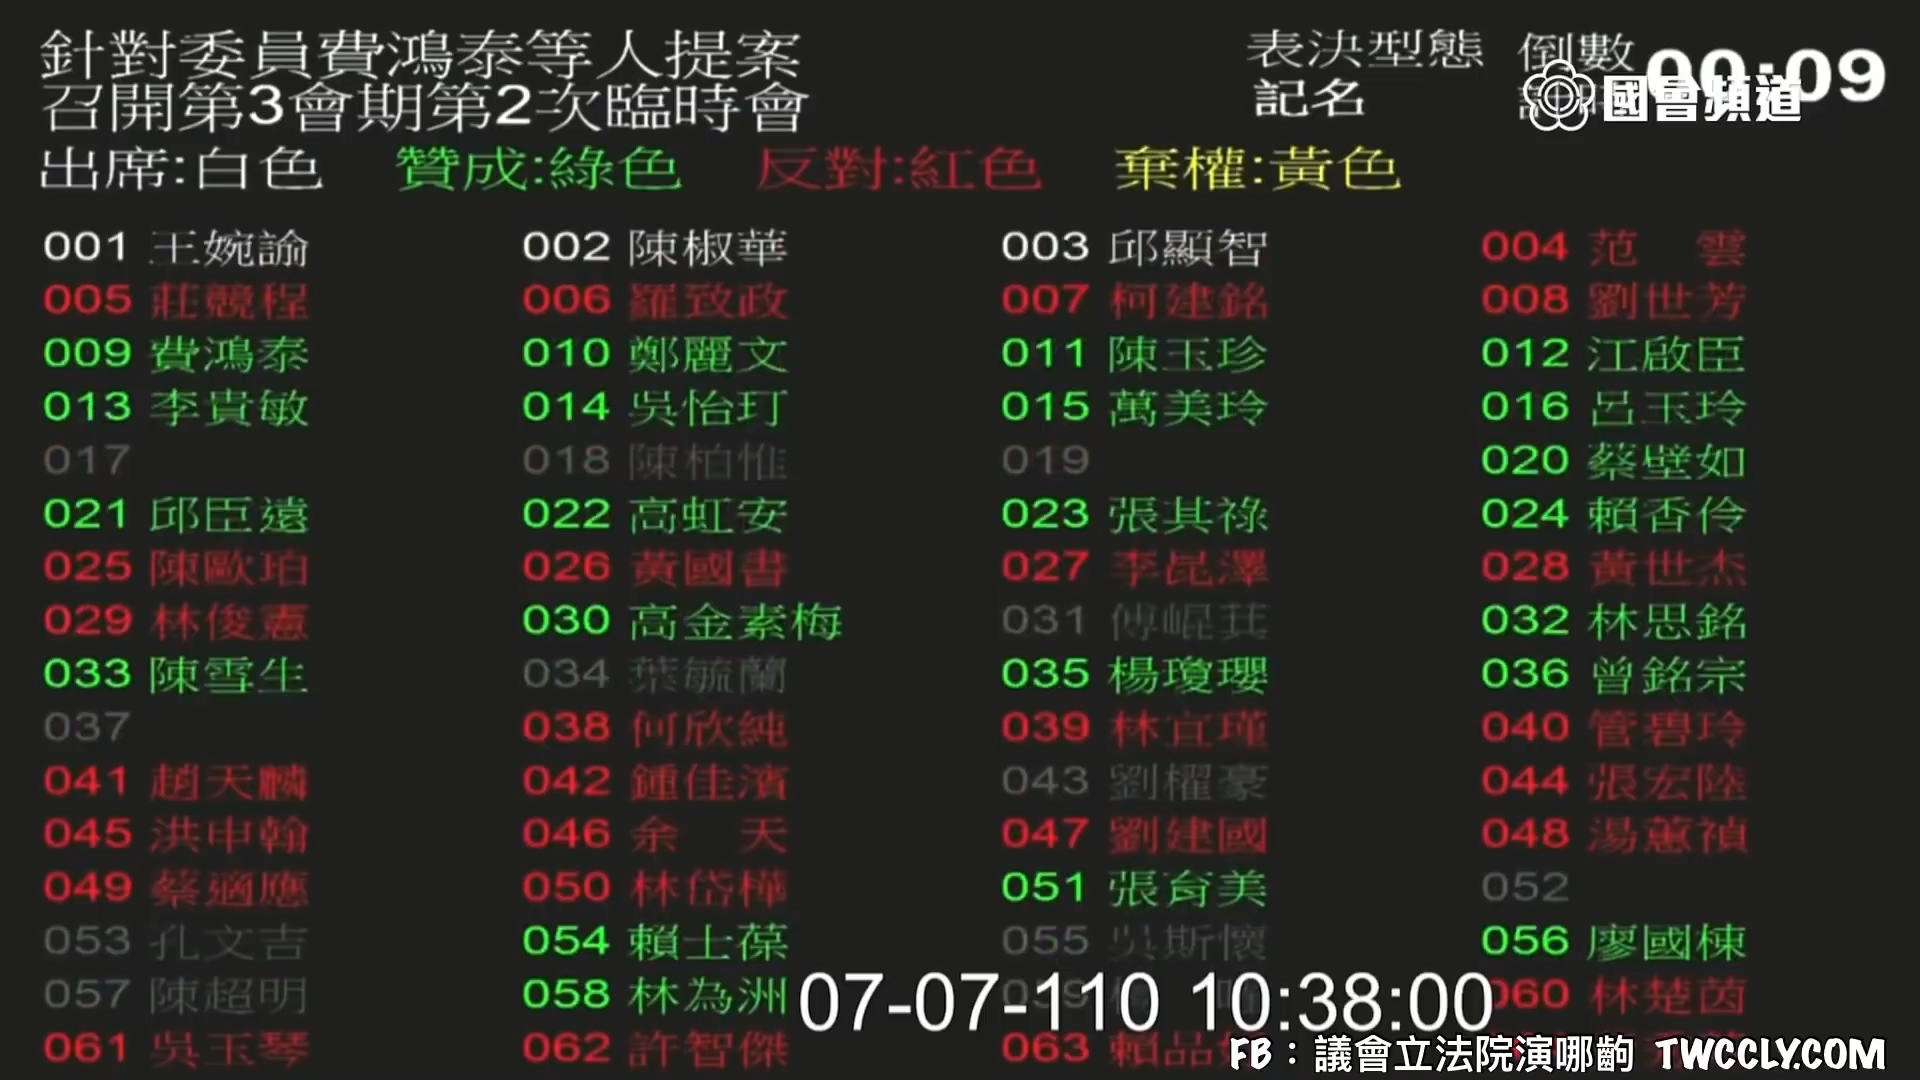 針對委員費鴻泰等人提案
召開第3會期第2次臨時會
表決型態 倒數
記名
00:09
國會頻道
出席:白色 贊成:綠色 反對:紅色 棄權:黃色
001 王婉諭 002 陳椒華 003 邱顯智 004 范 雲
005 莊競程 006 羅致政 007 柯建銘 008 劉世芳
009 費鴻泰 010 鄭麗文 011 陳玉珍 012 江啟臣
013 李貴敏 014 吳怡玎 015 萬美玲 016 呂玉玲
017 018 陳柏惟 019 020 蔡壁如
021 邱臣遠 022 高虹安 023 張其祿 024 賴香伶
025 陳歐珀 026 黃國書 027 李昆澤 028 黃世杰
029 林俊憲 030 高金素梅 031 傅崐萁 032 林思銘
033 陳雪生 034 葉毓蘭 035 楊瓊瓔 036 曾銘宗
037 038 何欣純 039 林宜瑾 040 管碧玲
041 趙天麟 042 鍾佳濱 043 劉櫂豪 044 張宏陸
045 洪申翰 046 余 天 047 劉建國 048 湯蕙禎
049 蔡適應 050 林岱樺 051 張育美 052
053 孔文吉 054 賴士葆 055 吳斯懷 056 廖國棟
057 陳超明 058 林為洲 060 林楚茵
07-07-110 10:38:00
061 吳玉琴 062 許智傑 063 賴品
FB：議會立法院演哪齣 TWCCLY.COM